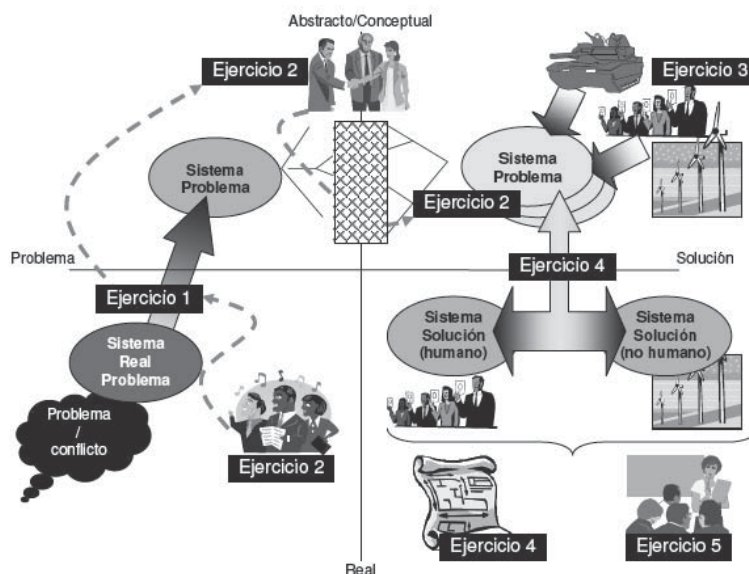 Abstracto/Conceptual
Ejercicio 2
Ejercicio 3
Sistema
Problema
Sistema
Problema
Ejercicio 2
Problema
Solución
Ejercicio 4
Ejercicio 1
Sistema
Real
Problema
Sistema
Solución
(humano)
Sistema
Solución
(no humano)
Problema
/
conflicto
Ejercicio 2
Ejercicio 4
Ejercicio 5
Real